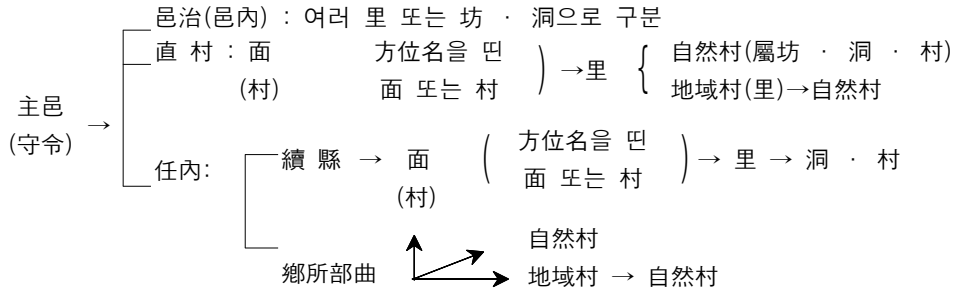 邑治(邑內) : 여러 里 또는 坊 · 洞으로 구분
直 村 : 面 方位名을 띤 自然村(屬坊 · 洞 · 村)
→里
(村) 面 또는 村 地域村(里)→自然村
主邑 →
(守令)
方位名을 띤
任內: 續 縣 → 面 → 里 → 洞 · 村
(村) 面 또는 村
自然村
鄕所部曲 地域村 → 自然村